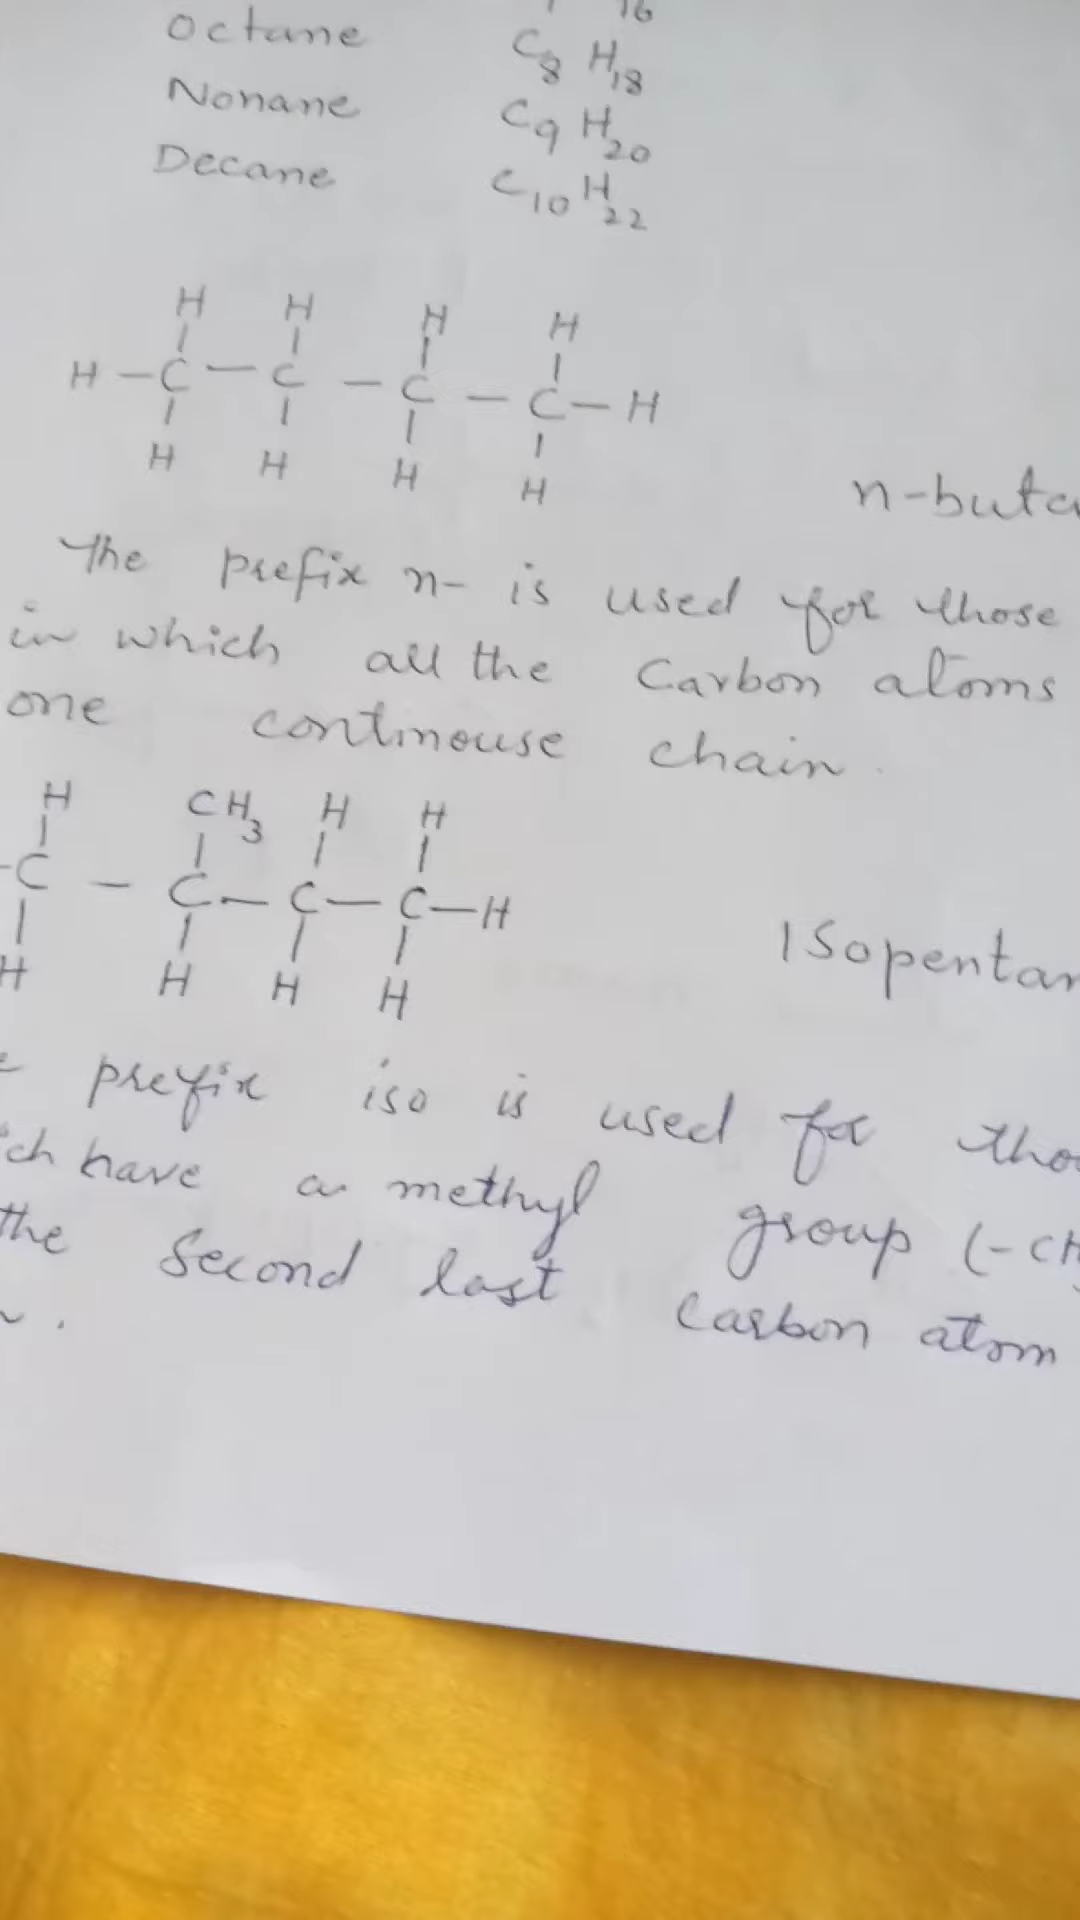 16
Octane C8 H18
Nonane C9 H20
Decane C10 H22
H H H H
H - C - C - C - C - H
H H H H
n-buta
The prefix n- is used for those
in which all the Carbon atoms
one continouse chain.
H CH3 H H
-C - C - C - C - H
H H H H
Isopentan
prefix iso is used for
ich have a methyl group (-CH
the Second last Carbon atom